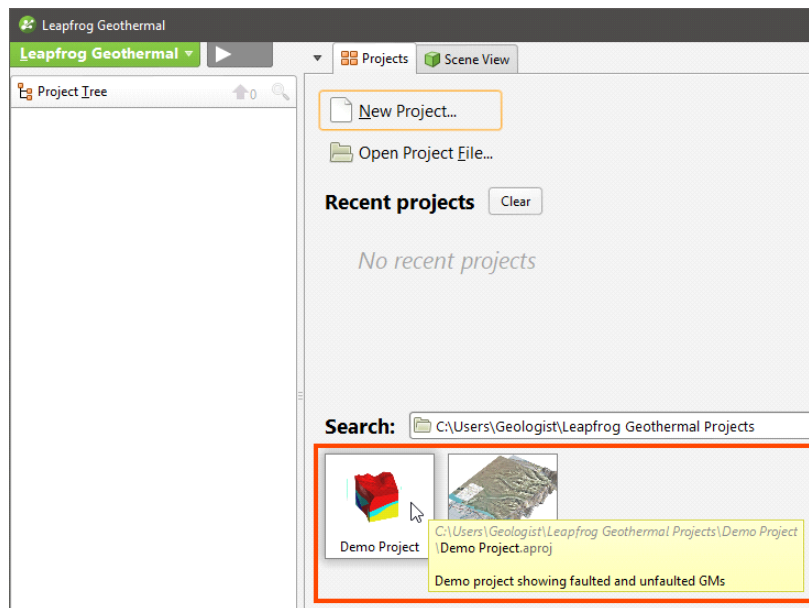 Leapfrog Geothermal
Leapfrog Geothermal
Projects
Scene View
Project Tree
0
New Project...
Open Project File...
Recent projects
Clear
No recent projects
Search:
C:\Users\Geologist\Leapfrog Geothermal Projects
Demo Project
C:\Users\Geologist\Leapfrog Geothermal Projects\Demo Project
\Demo Project.aproj
Demo project showing faulted and unfaulted GMs